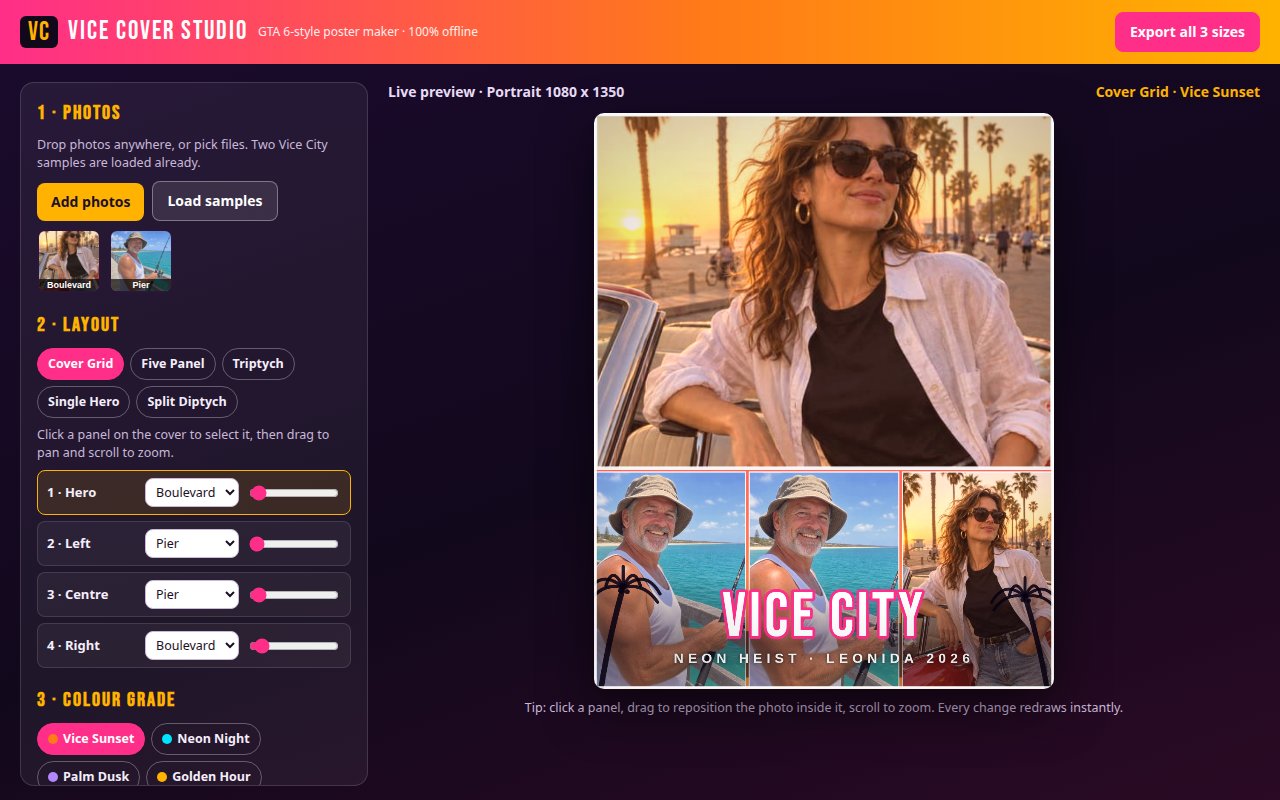 VC VICE COVER STUDIO GTA 6-style poster maker · 100% offline Export all 3 sizes
1 · PHOTOS
Drop photos anywhere, or pick files. Two Vice City
samples are loaded already.
Add photos Load samples
Boulevard Pier
2 · LAYOUT
Cover Grid Five Panel Triptych
Single Hero Split Diptych
Click a panel on the cover to select it, then drag to
pan and scroll to zoom.
1 · Hero Boulevard
2 · Left Pier
3 · Centre Pier
4 · Right Boulevard
3 · COLOUR GRADE
Vice Sunset Neon Night
Palm Dusk Golden Hour
Live preview · Portrait 1080 x 1350 Cover Grid · Vice Sunset
VICE CITY
NEON HEIST · LEONIDA 2026
Tip: click a panel, drag to reposition the photo inside it, scroll to zoom. Every change redraws instantly.